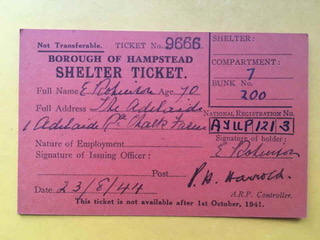 Not Transferable. TICKET No. 9666
BOROUGH OF HAMPSTEAD
SHELTER TICKET.
Full Name E Robinson Age 70
Full Address The Adelaide
1 Adelaide Rd Chalk Farm
Nature of Employment
Signature of Issuing Officer :
Post
Date 23/8/44
SHELTER:
COMPARTMENT:
7
BUNK No.
200
NATIONAL REGISTRATION No.
AJLP 121 3
Signature of holder:
E Robinson
P. H. Harrold.
A.R.P. Controller.
This ticket is not available after 1st October, 1941.